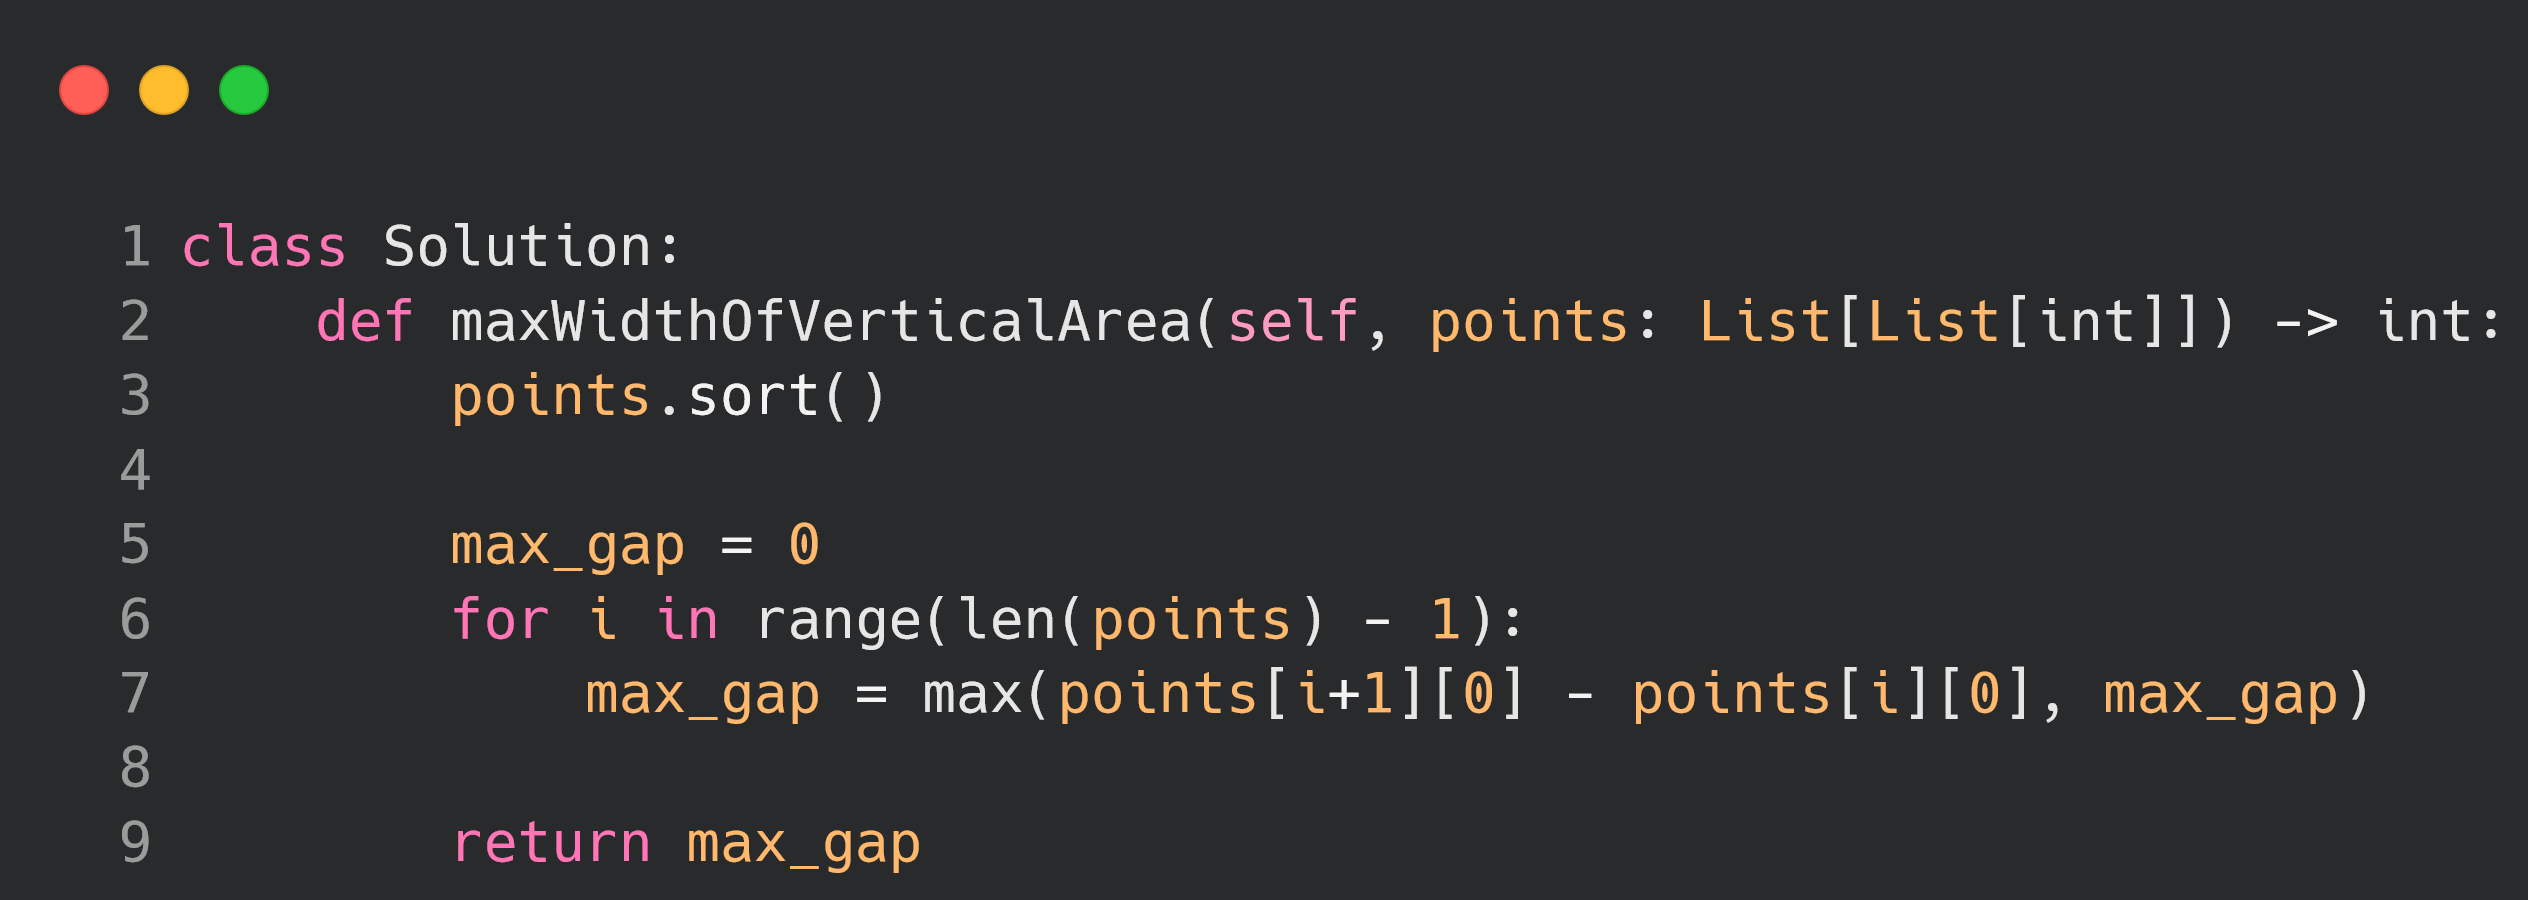 1 class Solution:
2     def maxWidthOfVerticalArea(self, points: List[List[int]]) -> int:
3         points.sort()
4
5         max_gap = 0
6         for i in range(len(points) - 1):
7             max_gap = max(points[i+1][0] - points[i][0], max_gap)
8
9         return max_gap